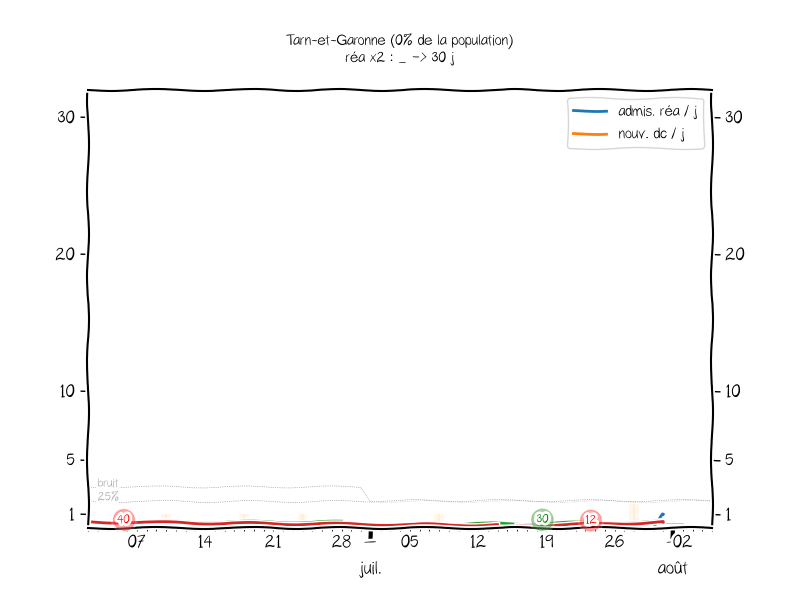 Tarn-et-Garonne (0% de la population)
réa x2 : _ -> 30 j
admis. réa / j
nouv. dc / j
30
20
10
5
1
30
20
10
5
1
bruit
25%
40
30
12
07 14 21 28 05 12 19 26 02
juil. août